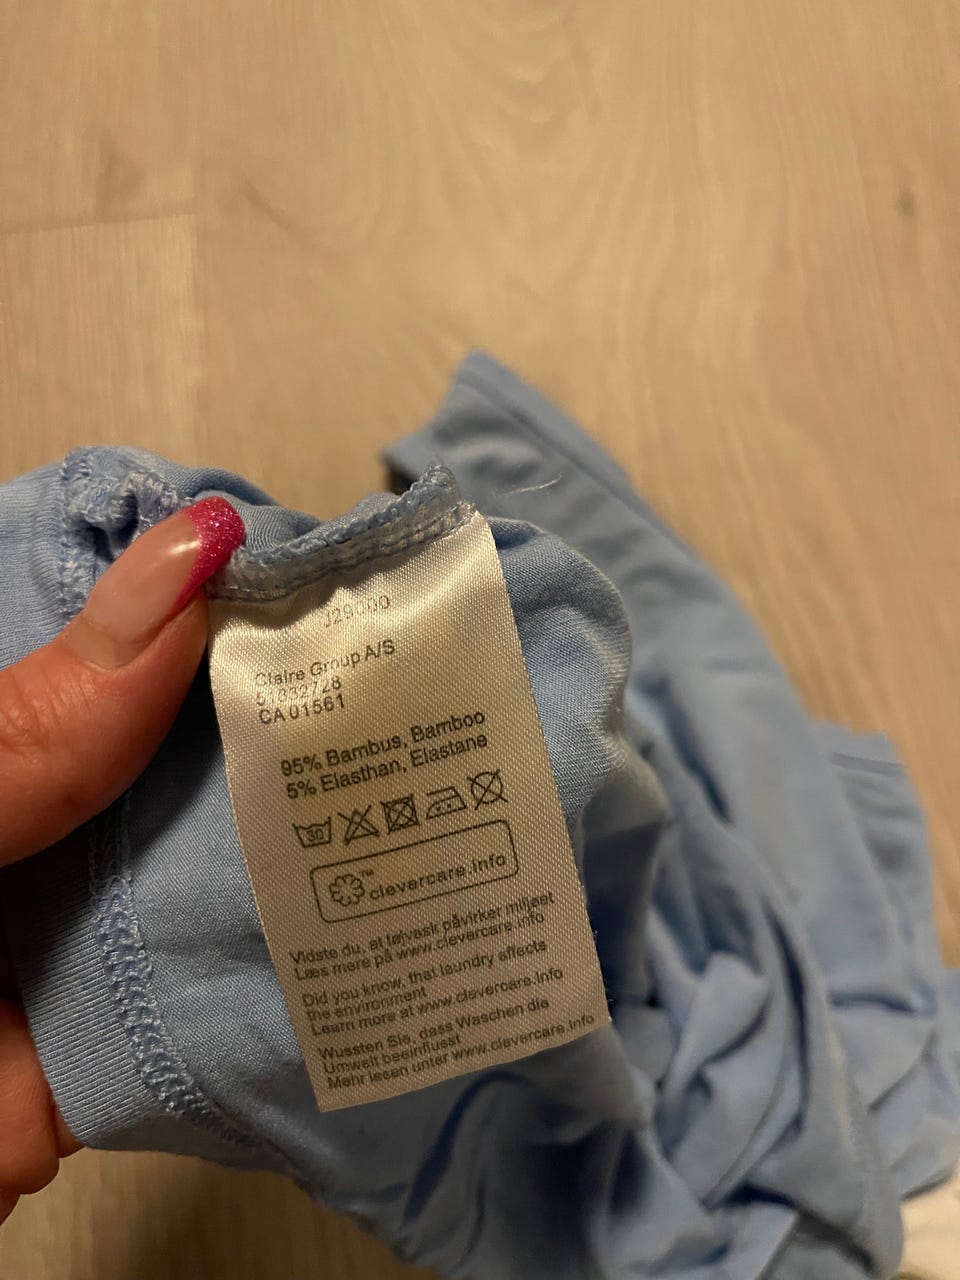 Claire Group A/S
CA 01561
95% Bambus, Bamboo
5% Elasthan, Elastane
30
clevercare.info
™
Vidste du, at tøjvask påvirker miljøet
Læs mere på www.clevercare.info
Did you know, that laundry affects
the environment
Learn more at www.clevercare.info
Wussten Sie, dass Waschen die
Umwelt beeinflusst
Mehr lesen unter www.clevercare.info